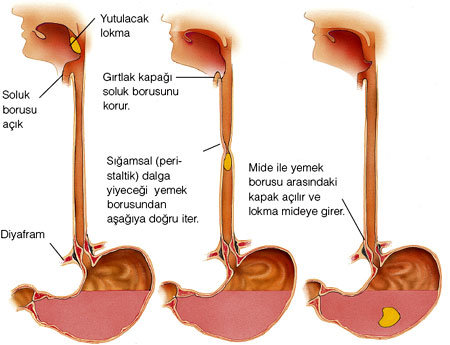 Yutulacak
lokma
Soluk
borusu
açık
Diyafram
Gırtlak kapağı
soluk borusunu
korur.
Sığamsal (peri-
staltik) dalga
yiyeceği yemek
borusundan
aşağıya doğru iter.
Mide ile yemek
borusu arasındaki
kapak açılır ve
lokma mideye girer.